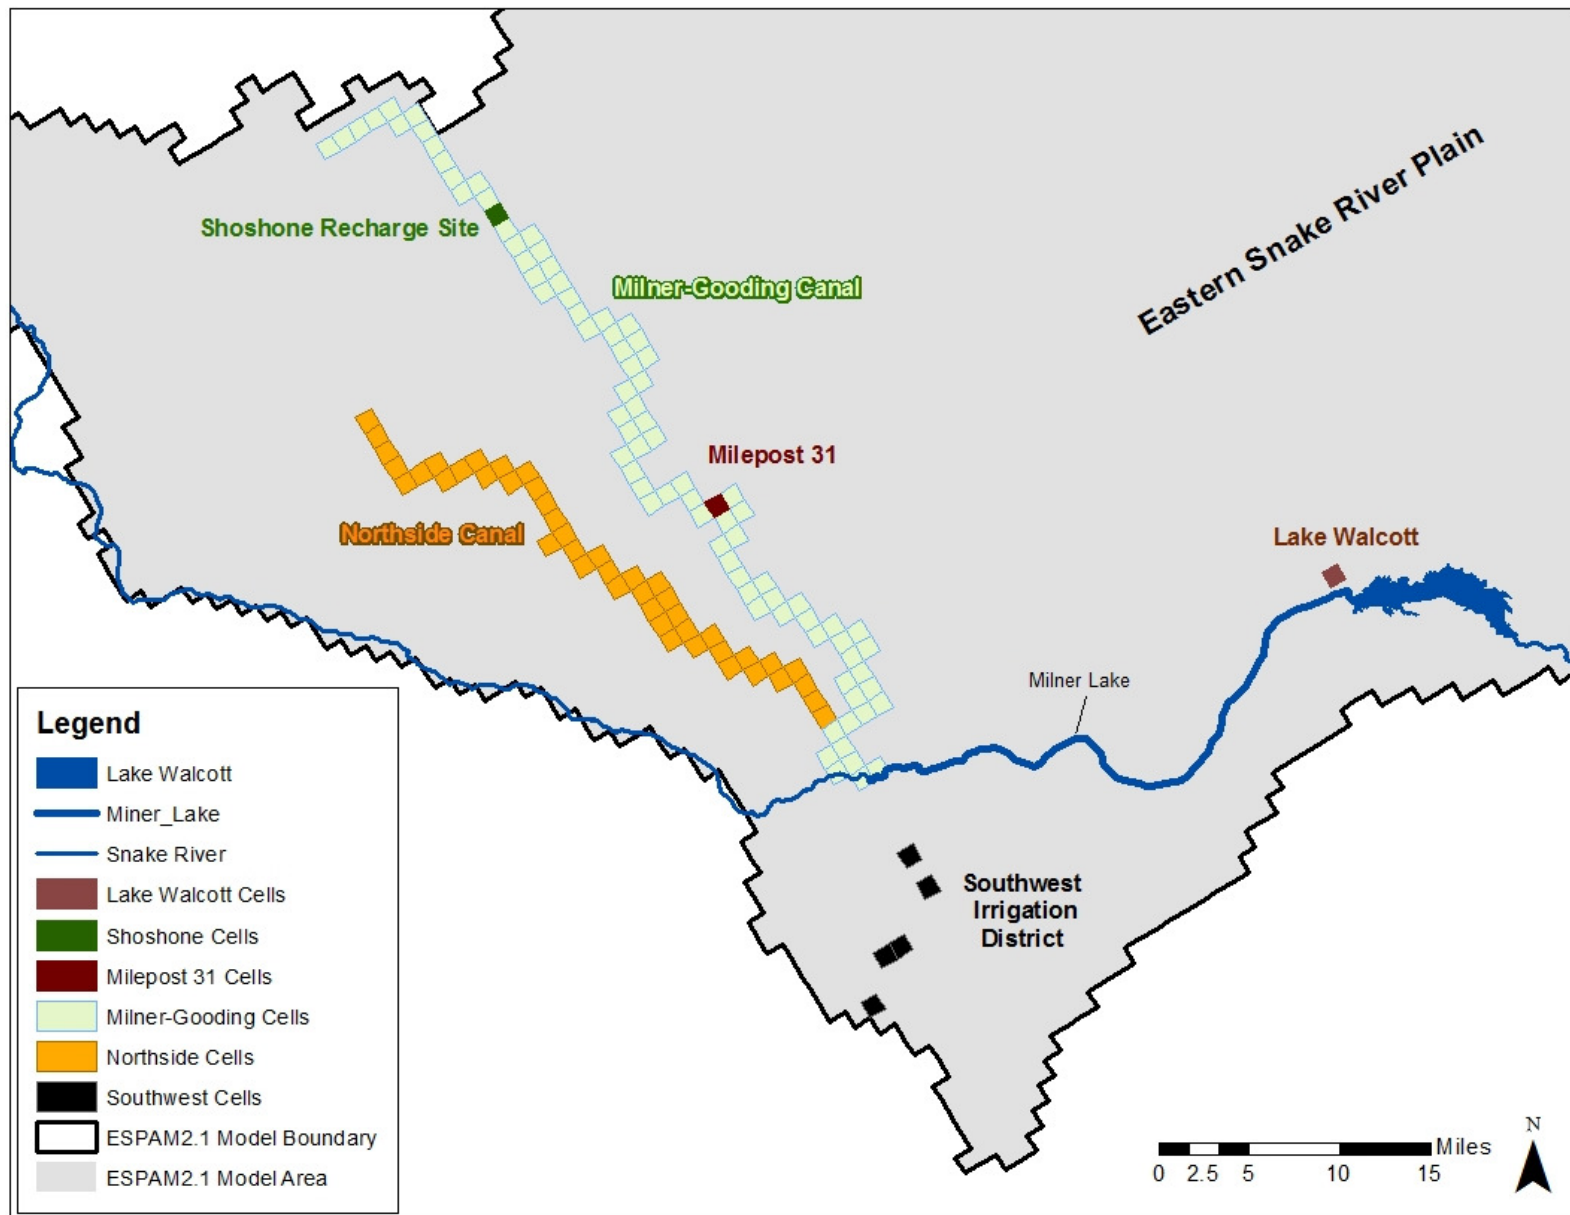 Eastern Snake River Plain
Shoshone Recharge Site
Milner-Gooding Canal
Milepost 31
Northside Canal
Lake Walcott
Milner Lake
Southwest
Irrigation
District
Legend
Lake Walcott
Miner_Lake
Snake River
Lake Walcott Cells
Shoshone Cells
Milepost 31 Cells
Milner-Gooding Cells
Northside Cells
Southwest Cells
ESPAM2.1 Model Boundary
ESPAM2.1 Model Area
Miles
0 2.5 5 10 15
N